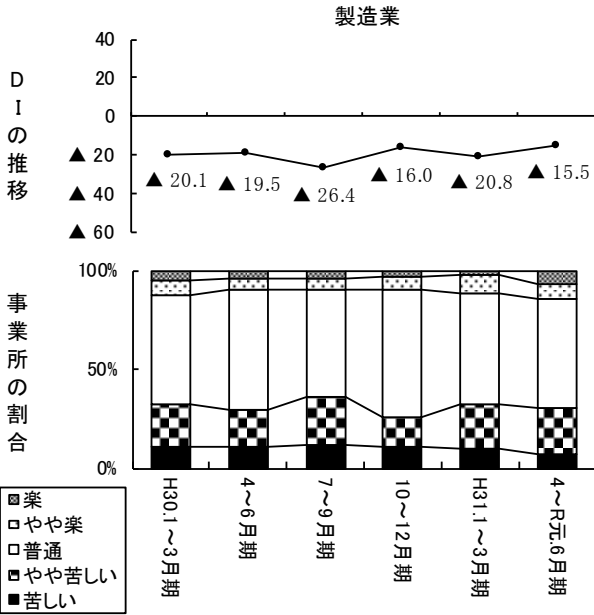 製造業
DIの推移
40
20
0
▲ 20
▲ 40
▲ 60
▲ 20.1
▲ 19.5
▲ 26.4
▲ 16.0
▲ 20.8
▲ 15.5
事業所の割合
100%
50%
0%
H30.1～3月期
4～6月期
7～9月期
10～12月期
H31.1～3月期
4～R元.6月期
楽
やや楽
普通
やや苦しい
苦しい